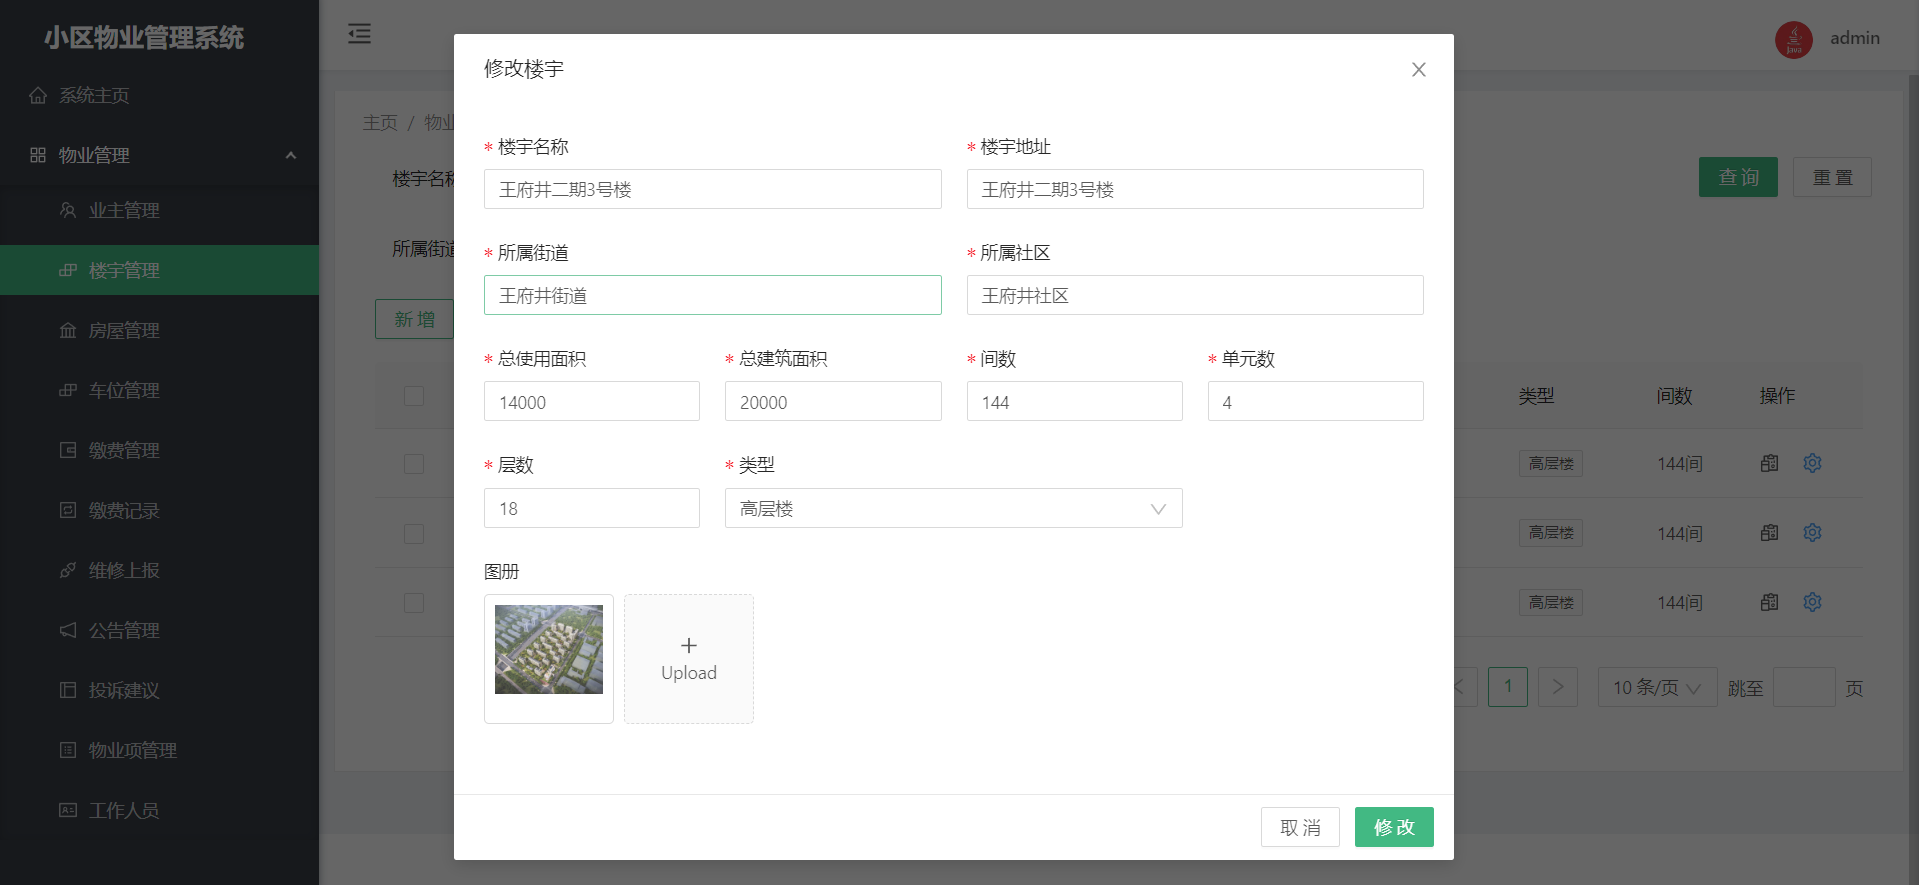 小区物业管理系统
系统主页
物业管理
业主管理
楼宇管理
房屋管理
车位管理
缴费管理
缴费记录
维修上报
公告管理
投诉建议
物业项管理
工作人员
admin
主页 / 物业
楼宇名称
查 询
重 置
所属街道
新 增
类型 间数 操作
高层楼 144间
高层楼 144间
高层楼 144间
1
10 条/页
跳至
页
修改楼宇
* 楼宇名称
王府井二期3号楼
* 楼宇地址
王府井二期3号楼
* 所属街道
王府井街道
* 所属社区
王府井社区
* 总使用面积
14000
* 总建筑面积
20000
* 间数
144
* 单元数
4
* 层数
18
* 类型
高层楼
图册
Upload
取 消
修 改